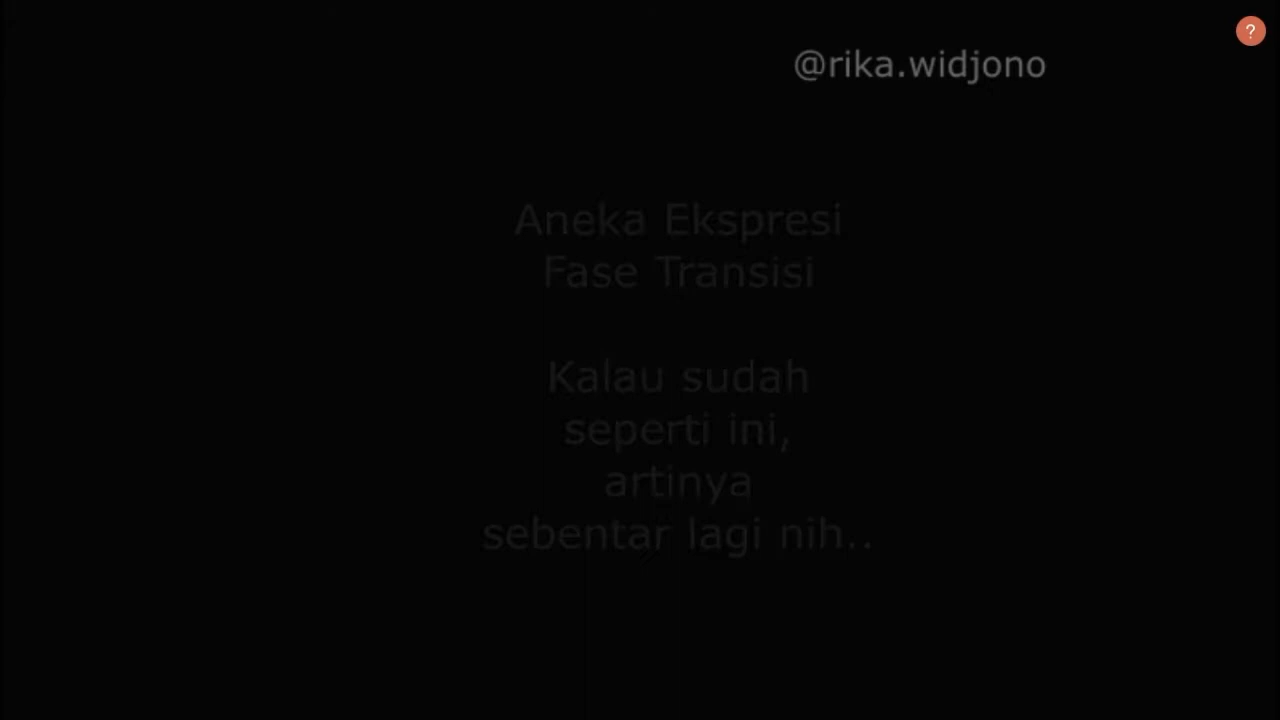 ?
@rika.widjono
Aneka Ekspresi
Fase Transisi
Kalau sudah
seperti ini,
artinya
sebentar lagi nih..